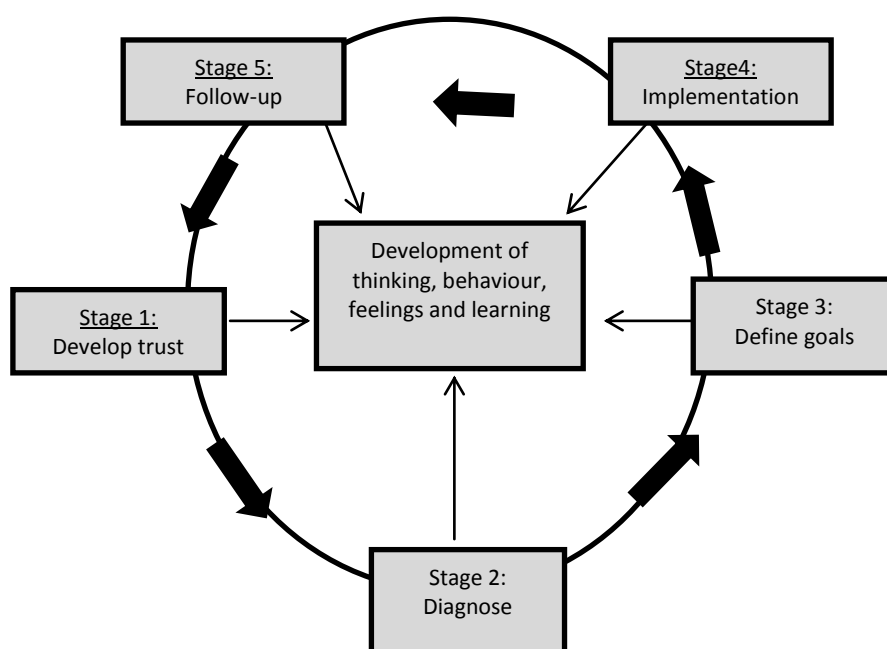 Stage 5:
Follow-up
Stage4:
Implementation
Development of
thinking, behaviour,
feelings and learning
Stage 1:
Develop trust
Stage 3:
Define goals
Stage 2:
Diagnose